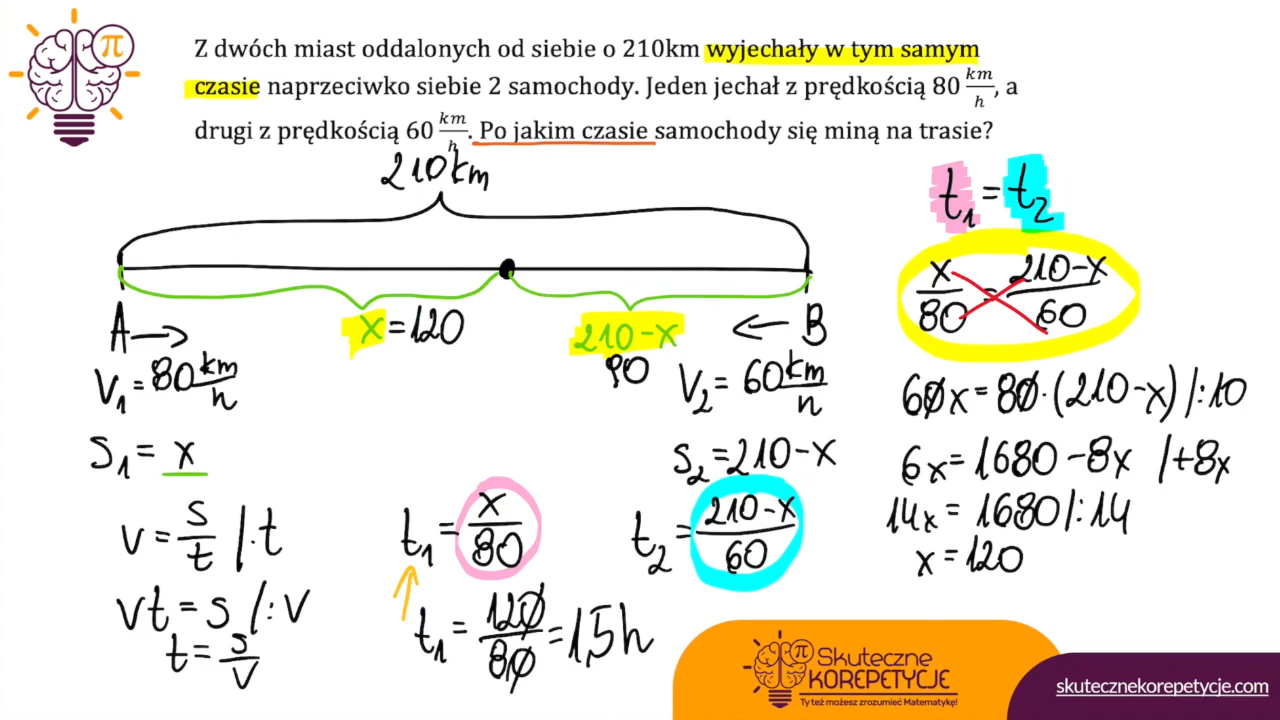 π
Z dwóch miast oddalonych od siebie o 210km wyjechały w tym samym
czasie naprzeciwko siebie 2 samochody. Jeden jechał z prędkością 80 km/h, a
drugi z prędkością 60 km/h. Po jakim czasie samochody się miną na trasie?
210km
A → x = 120 210-x ← B
90
V₁ = 80 km/h
V₂ = 60 km/h
S₁ = x
S₂ = 210-x
v = s/t |·t
vt = s |:v
t = s/v
t₁ = x/80
t₁ = 120/80 = 1,5h
t₂ = 210-x/60
t₁ = t₂
x/80 = 210-x/60
60x = 80·(210-x) |:10
6x = 1680-8x |+8x
14x = 1680 |:14
x = 120
π
Skuteczne
KOREPETYCJE
Ty też możesz zrozumieć Matematykę!
skutecznekorepetycje.com